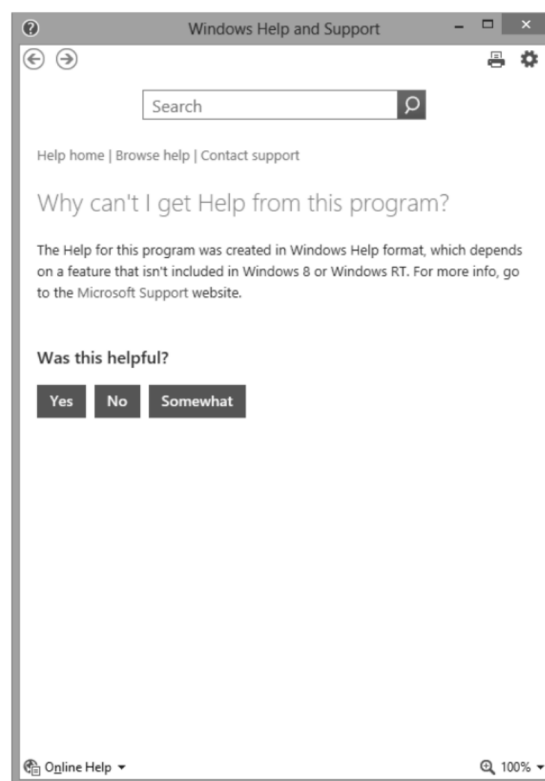 Windows Help and Support
Search
Help home | Browse help | Contact support
Why can't I get Help from this program?
The Help for this program was created in Windows Help format, which depends
on a feature that isn't included in Windows 8 or Windows RT. For more info, go
to the Microsoft Support website.
Was this helpful?
Yes No Somewhat
Online Help 100%